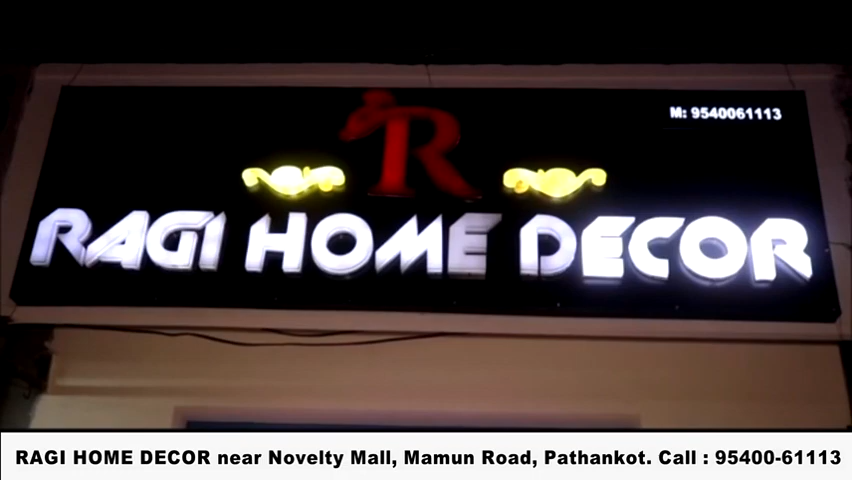 R
M: 9540061113
RAGI HOME DECOR
RAGI HOME DECOR near Novelty Mall, Mamun Road, Pathankot. Call : 95400-61113